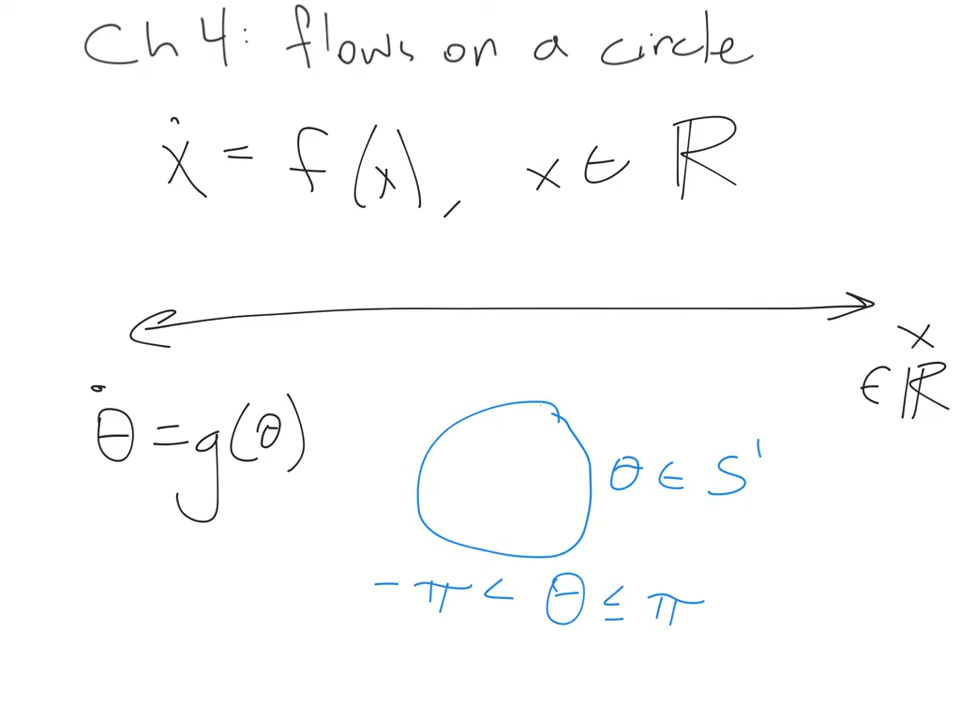 Ch 4: flows on a circle
ẋ = f(x), x ∈ ℝ
x
∈ ℝ
θ̇ = g(θ)
θ ∈ S¹
-π < θ ≤ π